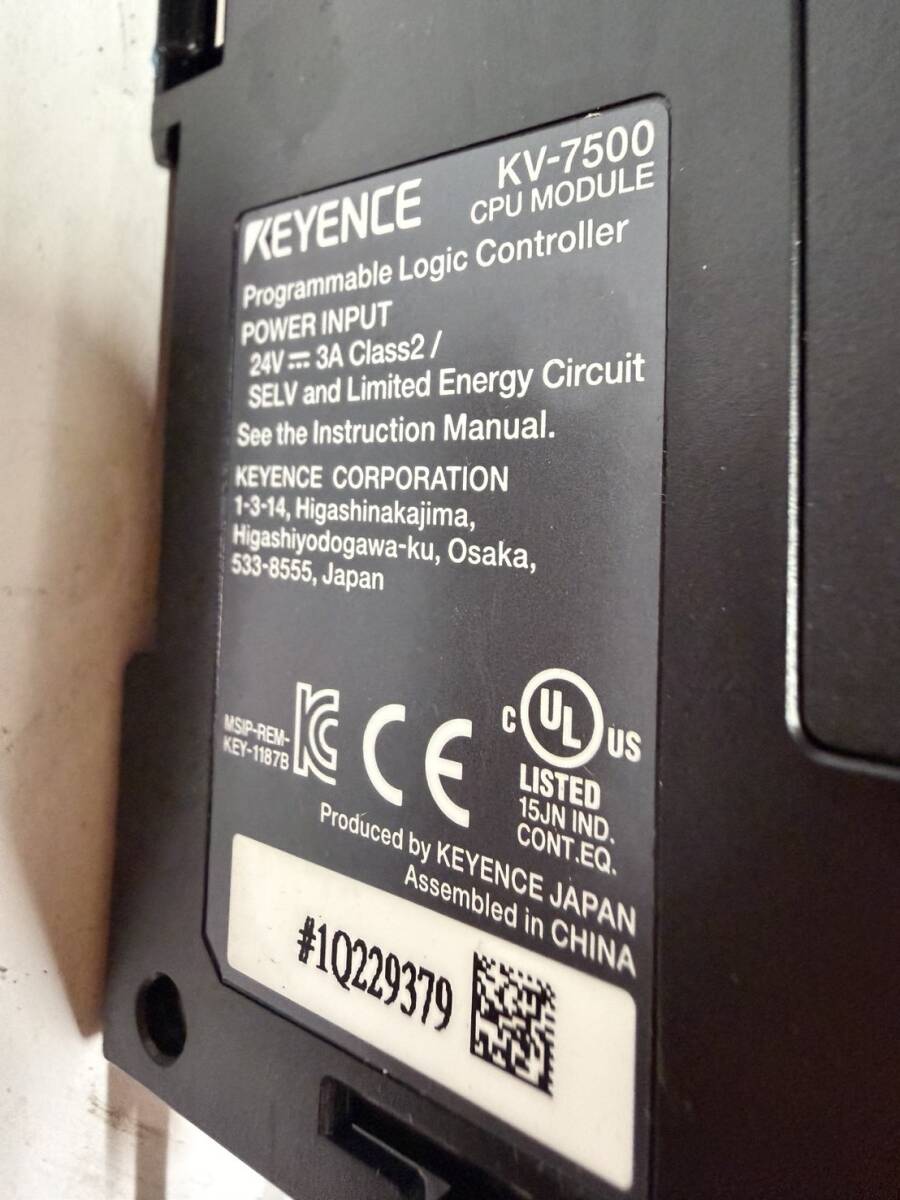 KEYENCE
KV-7500
CPU MODULE
Programmable Logic Controller
POWER INPUT
24V⎓ 3A Class2 /
SELV and Limited Energy Circuit
See the Instruction Manual.
KEYENCE CORPORATION
1-3-14, Higashinakajima,
Higashiyodogawa-ku, Osaka,
533-8555, Japan
MSIP-REM-
KEY-1187B
KC
CE
C UL US
LISTED
15JN IND.
CONT.EQ.
Produced by KEYENCE JAPAN
Assembled in CHINA
#1Q229379